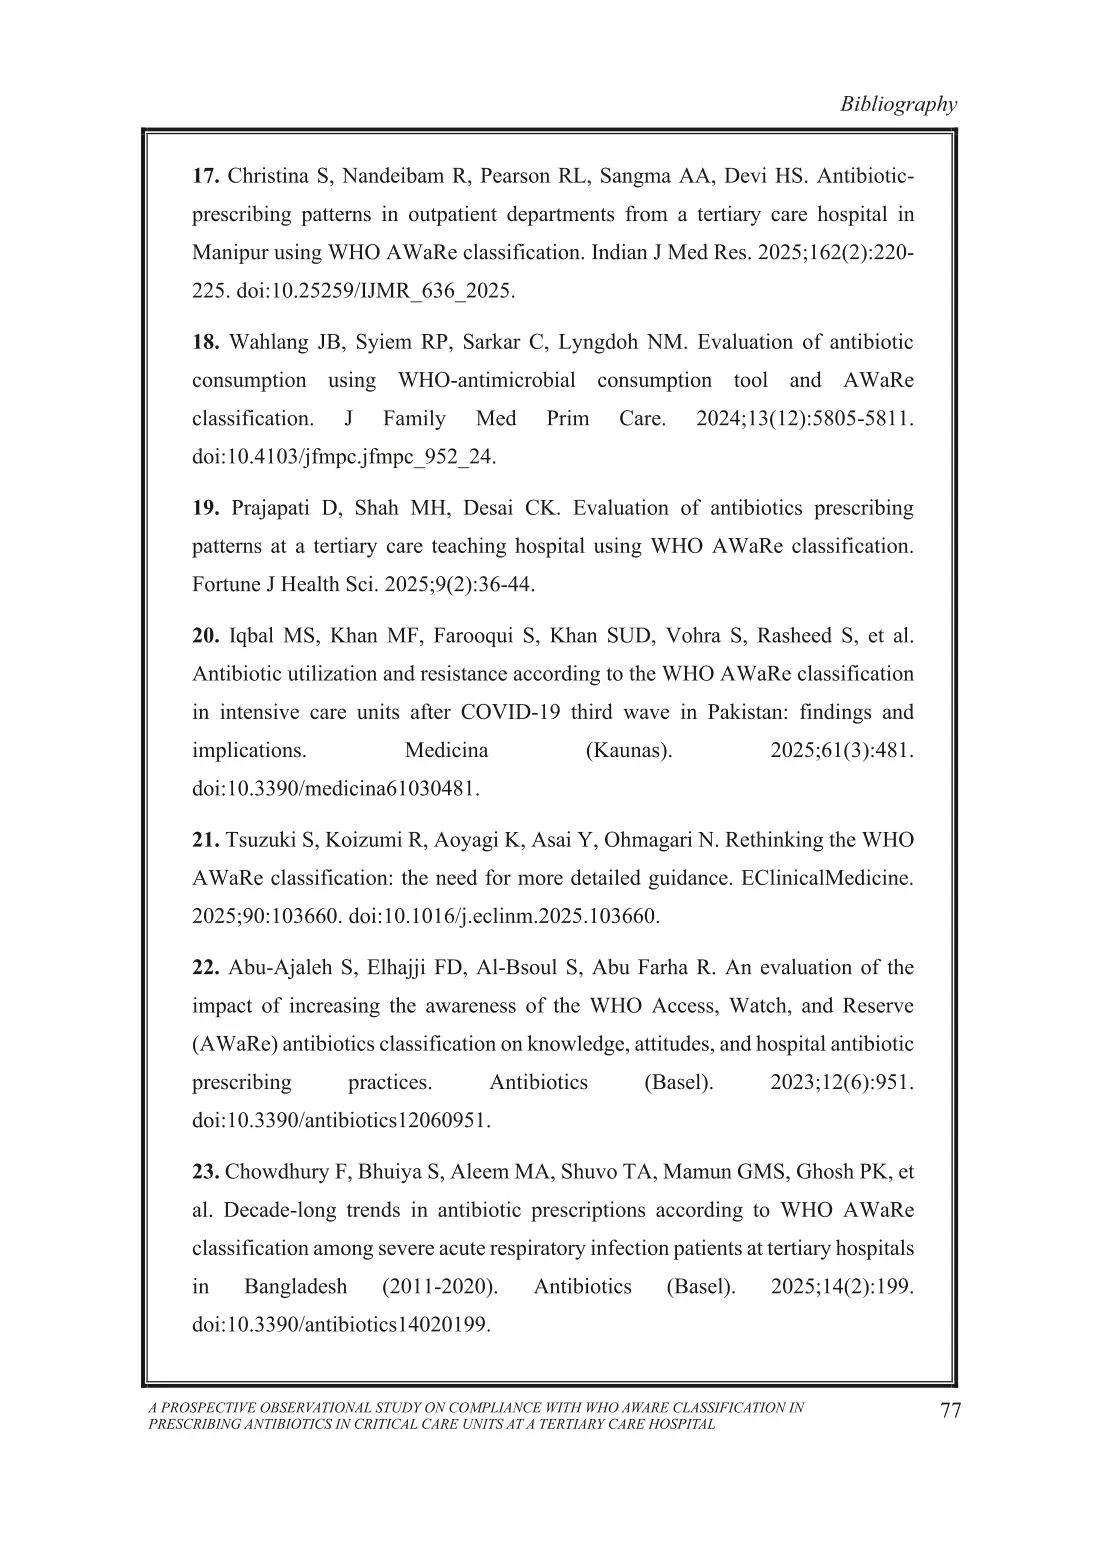 Bibliography
17. Christina S, Nandeibam R, Pearson RL, Sangma AA, Devi HS. Antibiotic-
prescribing patterns in outpatient departments from a tertiary care hospital in
Manipur using WHO AWaRe classification. Indian J Med Res. 2025;162(2):220-
225. doi:10.25259/IJMR_636_2025.
18. Wahlang JB, Syiem RP, Sarkar C, Lyngdoh NM. Evaluation of antibiotic
consumption using WHO-antimicrobial consumption tool and AWaRe
classification. J Family Med Prim Care. 2024;13(12):5805-5811.
doi:10.4103/jfmpc.jfmpc_952_24.
19. Prajapati D, Shah MH, Desai CK. Evaluation of antibiotics prescribing
patterns at a tertiary care teaching hospital using WHO AWaRe classification.
Fortune J Health Sci. 2025;9(2):36-44.
20. Iqbal MS, Khan MF, Farooqui S, Khan SUD, Vohra S, Rasheed S, et al.
Antibiotic utilization and resistance according to the WHO AWaRe classification
in intensive care units after COVID-19 third wave in Pakistan: findings and
implications. Medicina (Kaunas). 2025;61(3):481.
doi:10.3390/medicina61030481.
21. Tsuzuki S, Koizumi R, Aoyagi K, Asai Y, Ohmagari N. Rethinking the WHO
AWaRe classification: the need for more detailed guidance. EClinicalMedicine.
2025;90:103660. doi:10.1016/j.eclinm.2025.103660.
22. Abu-Ajaleh S, Elhajji FD, Al-Bsoul S, Abu Farha R. An evaluation of the
impact of increasing the awareness of the WHO Access, Watch, and Reserve
(AWaRe) antibiotics classification on knowledge, attitudes, and hospital antibiotic
prescribing practices. Antibiotics (Basel). 2023;12(6):951.
doi:10.3390/antibiotics12060951.
23. Chowdhury F, Bhuiya S, Aleem MA, Shuvo TA, Mamun GMS, Ghosh PK, et
al. Decade-long trends in antibiotic prescriptions according to WHO AWaRe
classification among severe acute respiratory infection patients at tertiary hospitals
in Bangladesh (2011-2020). Antibiotics (Basel). 2025;14(2):199.
doi:10.3390/antibiotics14020199.
A PROSPECTIVE OBSERVATIONAL STUDY ON COMPLIANCE WITH WHO AWARE CLASSIFICATION IN
PRESCRIBING ANTIBIOTICS IN CRITICAL CARE UNITS AT A TERTIARY CARE HOSPITAL
77